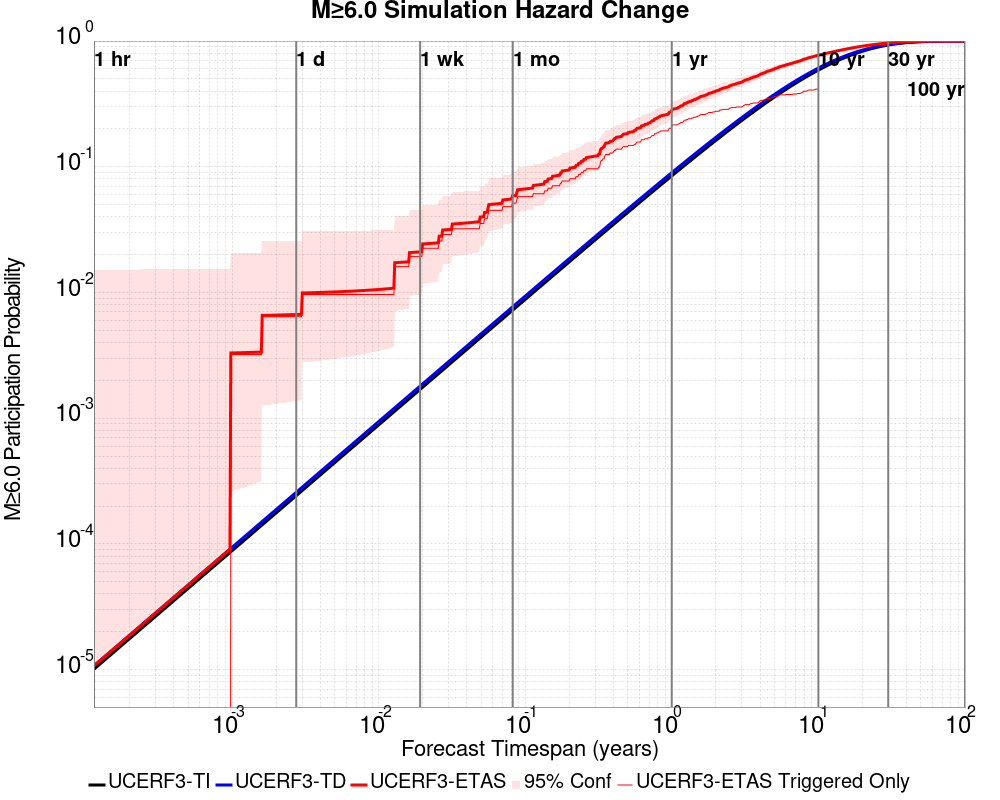 M≥6.0 Simulation Hazard Change
1 hr
1 d
1 wk
1 mo
1 yr
10 yr
30 yr
100 yr
M≥6.0 Participation Probability
10^0
10^-1
10^-2
10^-3
10^-4
10^-5
10^-3
10^-2
10^-1
10^0
10^1
10^2
Forecast Timespan (years)
UCERF3-TI UCERF3-TD UCERF3-ETAS 95% Conf UCERF3-ETAS Triggered Only